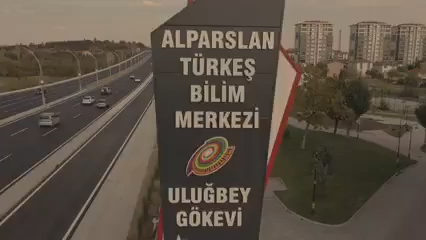 ALPARSLAN
TÜRKEŞ
BİLİM
MERKEZİ
ULUĞBEY
GÖKEVİ